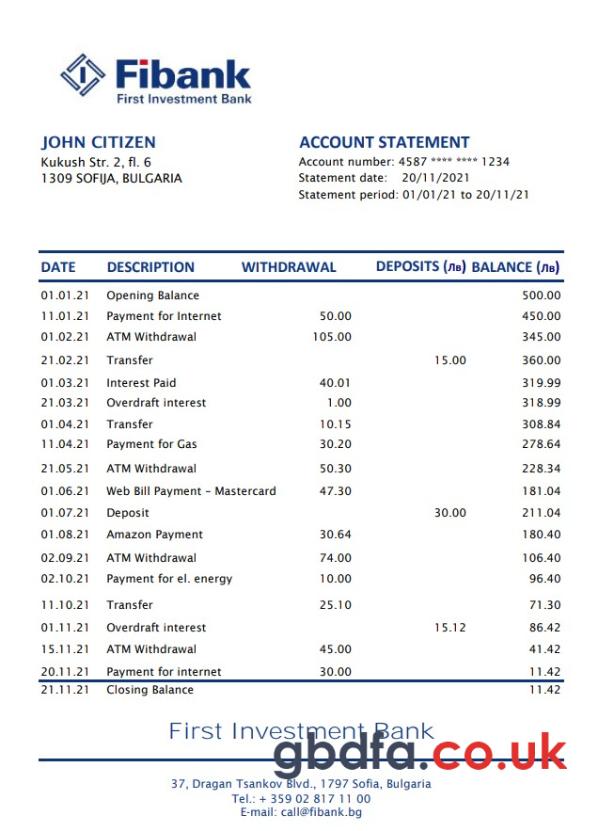 Fibank
First Investment Bank
JOHN CITIZEN
Kukush Str. 2, fl. 6
1309 SOFIJA, BULGARIA
ACCOUNT STATEMENT
Account number: 4587 **** **** 1234
Statement date: 20/11/2021
Statement period: 01/01/21 to 20/11/21
DATE DESCRIPTION WITHDRAWAL DEPOSITS (лв) BALANCE (лв)
01.01.21 Opening Balance 500.00
11.01.21 Payment for Internet 50.00 450.00
01.02.21 ATM Withdrawal 105.00 345.00
21.02.21 Transfer 15.00 360.00
01.03.21 Interest Paid 40.01 319.99
21.03.21 Overdraft interest 1.00 318.99
01.04.21 Transfer 10.15 308.84
11.04.21 Payment for Gas 30.20 278.64
21.05.21 ATM Withdrawal 50.30 228.34
01.06.21 Web Bill Payment – Mastercard 47.30 181.04
01.07.21 Deposit 30.00 211.04
01.08.21 Amazon Payment 30.64 180.40
02.09.21 ATM Withdrawal 74.00 106.40
02.10.21 Payment for el. energy 10.00 96.40
11.10.21 Transfer 25.10 71.30
01.11.21 Overdraft interest 15.12 86.42
15.11.21 ATM Withdrawal 45.00 41.42
20.11.21 Payment for internet 30.00 11.42
21.11.21 Closing Balance 11.42
First Investment Bank
gbdfa.co.uk
37, Dragan Tsankov Blvd., 1797 Sofia, Bulgaria
Tel.: + 359 02 817 11 00
E-mail: call@fibank.bg